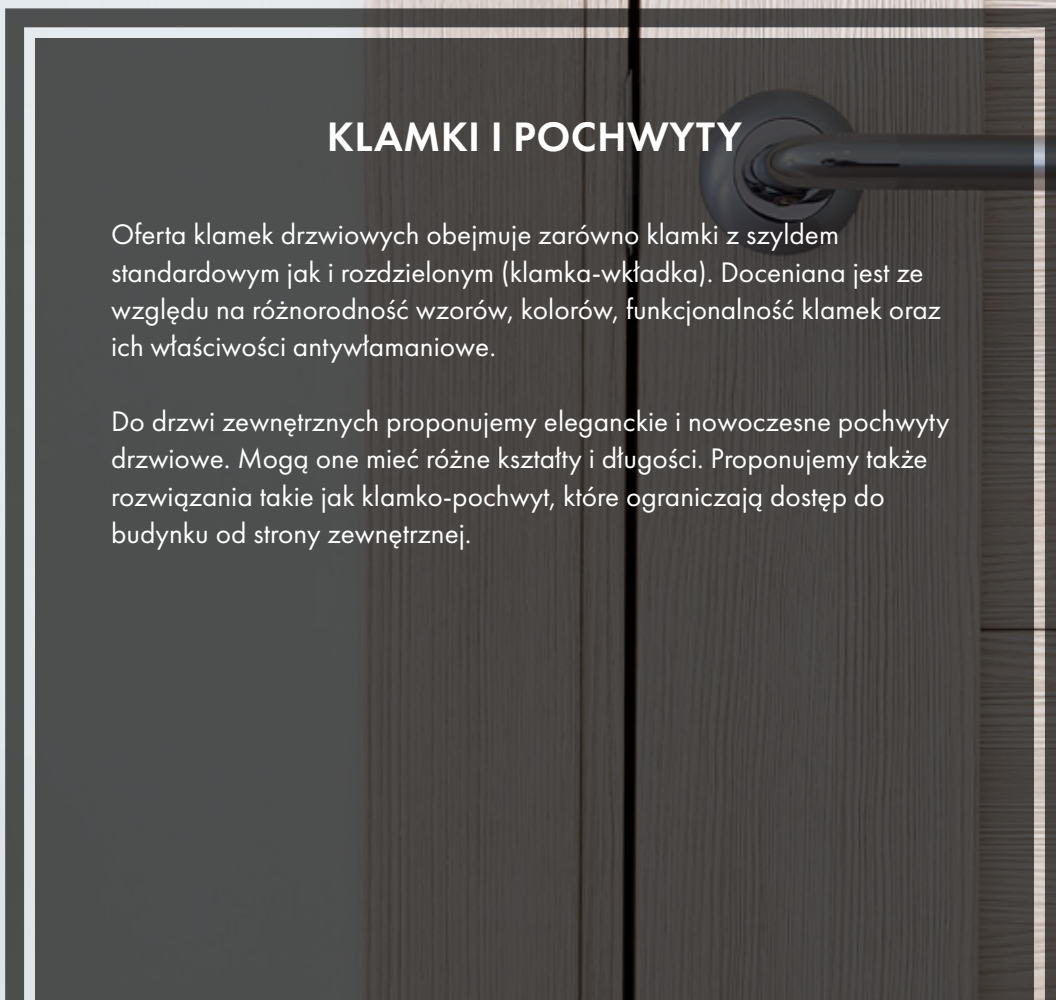 KLAMKI I POCHWYTY
Oferta klamek drzwiowych obejmuje zarówno klamki z szyldem
standardowym jak i rozdzielonym (klamka-wkładka). Doceniana jest ze
względu na różnorodność wzorów, kolorów, funkcjonalność klamek oraz
ich właściwości antywłamaniowe.
Do drzwi zewnętrznych proponujemy eleganckie i nowoczesne pochwyty
drzwiowe. Mogą one mieć różne kształty i długości. Proponujemy także
rozwiązania takie jak klamko-pochwyt, które ograniczają dostęp do
budynku od strony zewnętrznej.